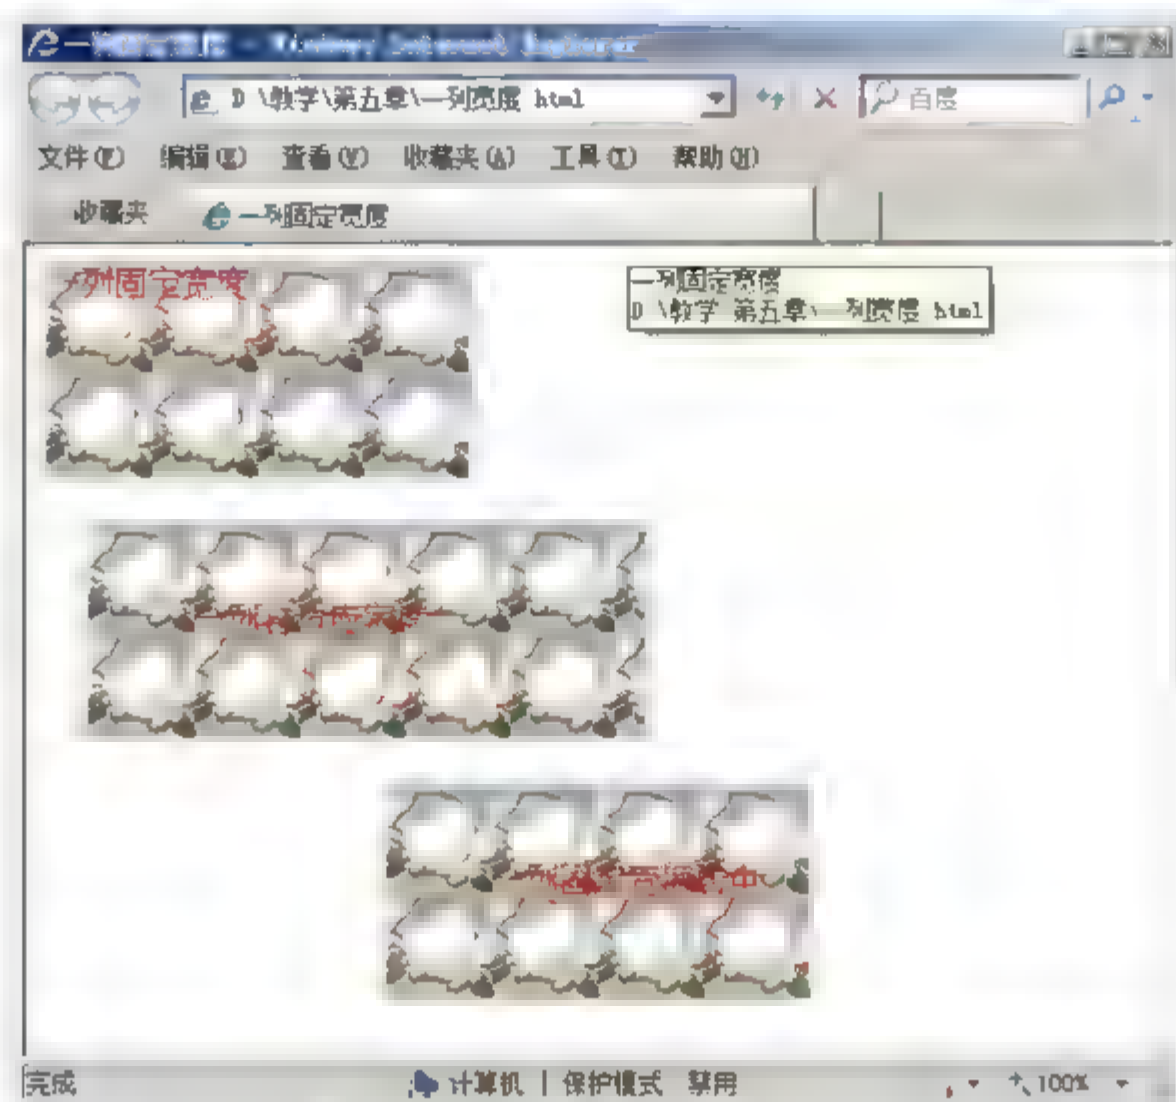 D \教学\第五章\一列宽度 html
百度
文件(F) 编辑(E) 查看(V) 收藏夹(A) 工具(T) 帮助(H)
收藏夹 一列固定宽度
一列固定宽度
一列固定宽度
D \教学 第五章\一列宽度 html
完成 计算机 | 保护模式 禁用 100%